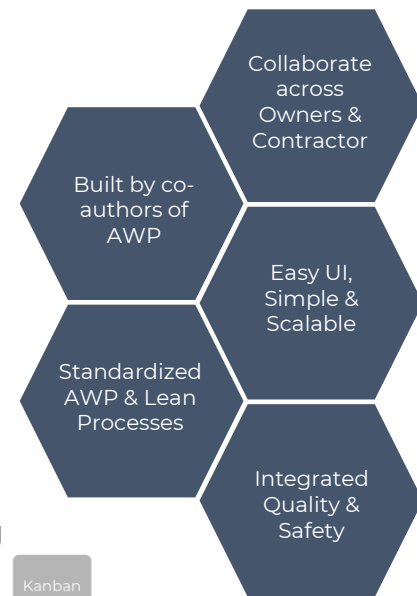 Collaborate
across
Owners &
Contractor
Built by co-
authors of
AWP
Easy UI,
Simple &
Scalable
Standardized
AWP & Lean
Processes
Integrated
Quality &
Safety
Kanban